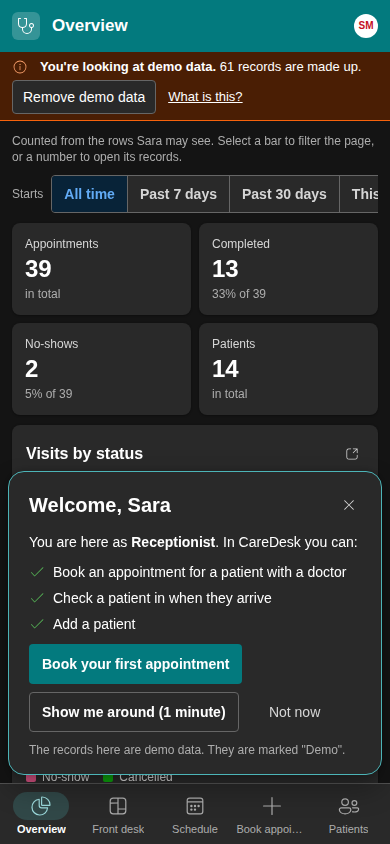 Overview
SM
You're looking at demo data. 61 records are made up.
Remove demo data
What is this?
Counted from the rows Sara may see. Select a bar to filter the page,
or a number to open its records.
Starts
All time
Past 7 days
Past 30 days
This
Appointments
39
in total
Completed
13
33% of 39
No-shows
2
5% of 39
Patients
14
in total
Visits by status
Welcome, Sara
You are here as Receptionist. In CareDesk you can:
Book an appointment for a patient with a doctor
Check a patient in when they arrive
Add a patient
Book your first appointment
Show me around (1 minute)
Not now
The records here are demo data. They are marked "Demo".
No-show
Cancelled
Overview
Front desk
Schedule
Book appoi…
Patients